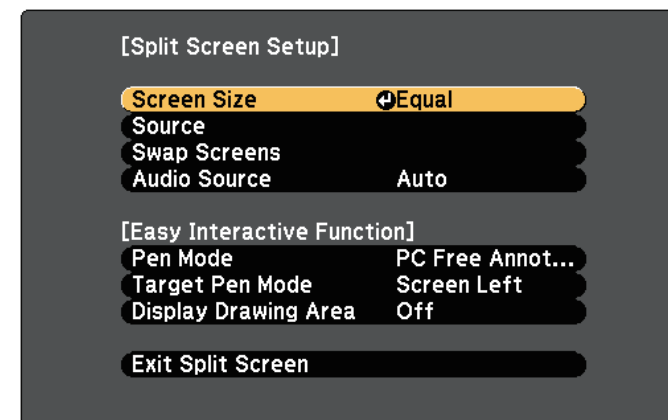 [Split Screen Setup]
Screen Size Equal
Source
Swap Screens
Audio Source Auto
[Easy Interactive Function]
Pen Mode PC Free Annot...
Target Pen Mode Screen Left
Display Drawing Area Off
Exit Split Screen